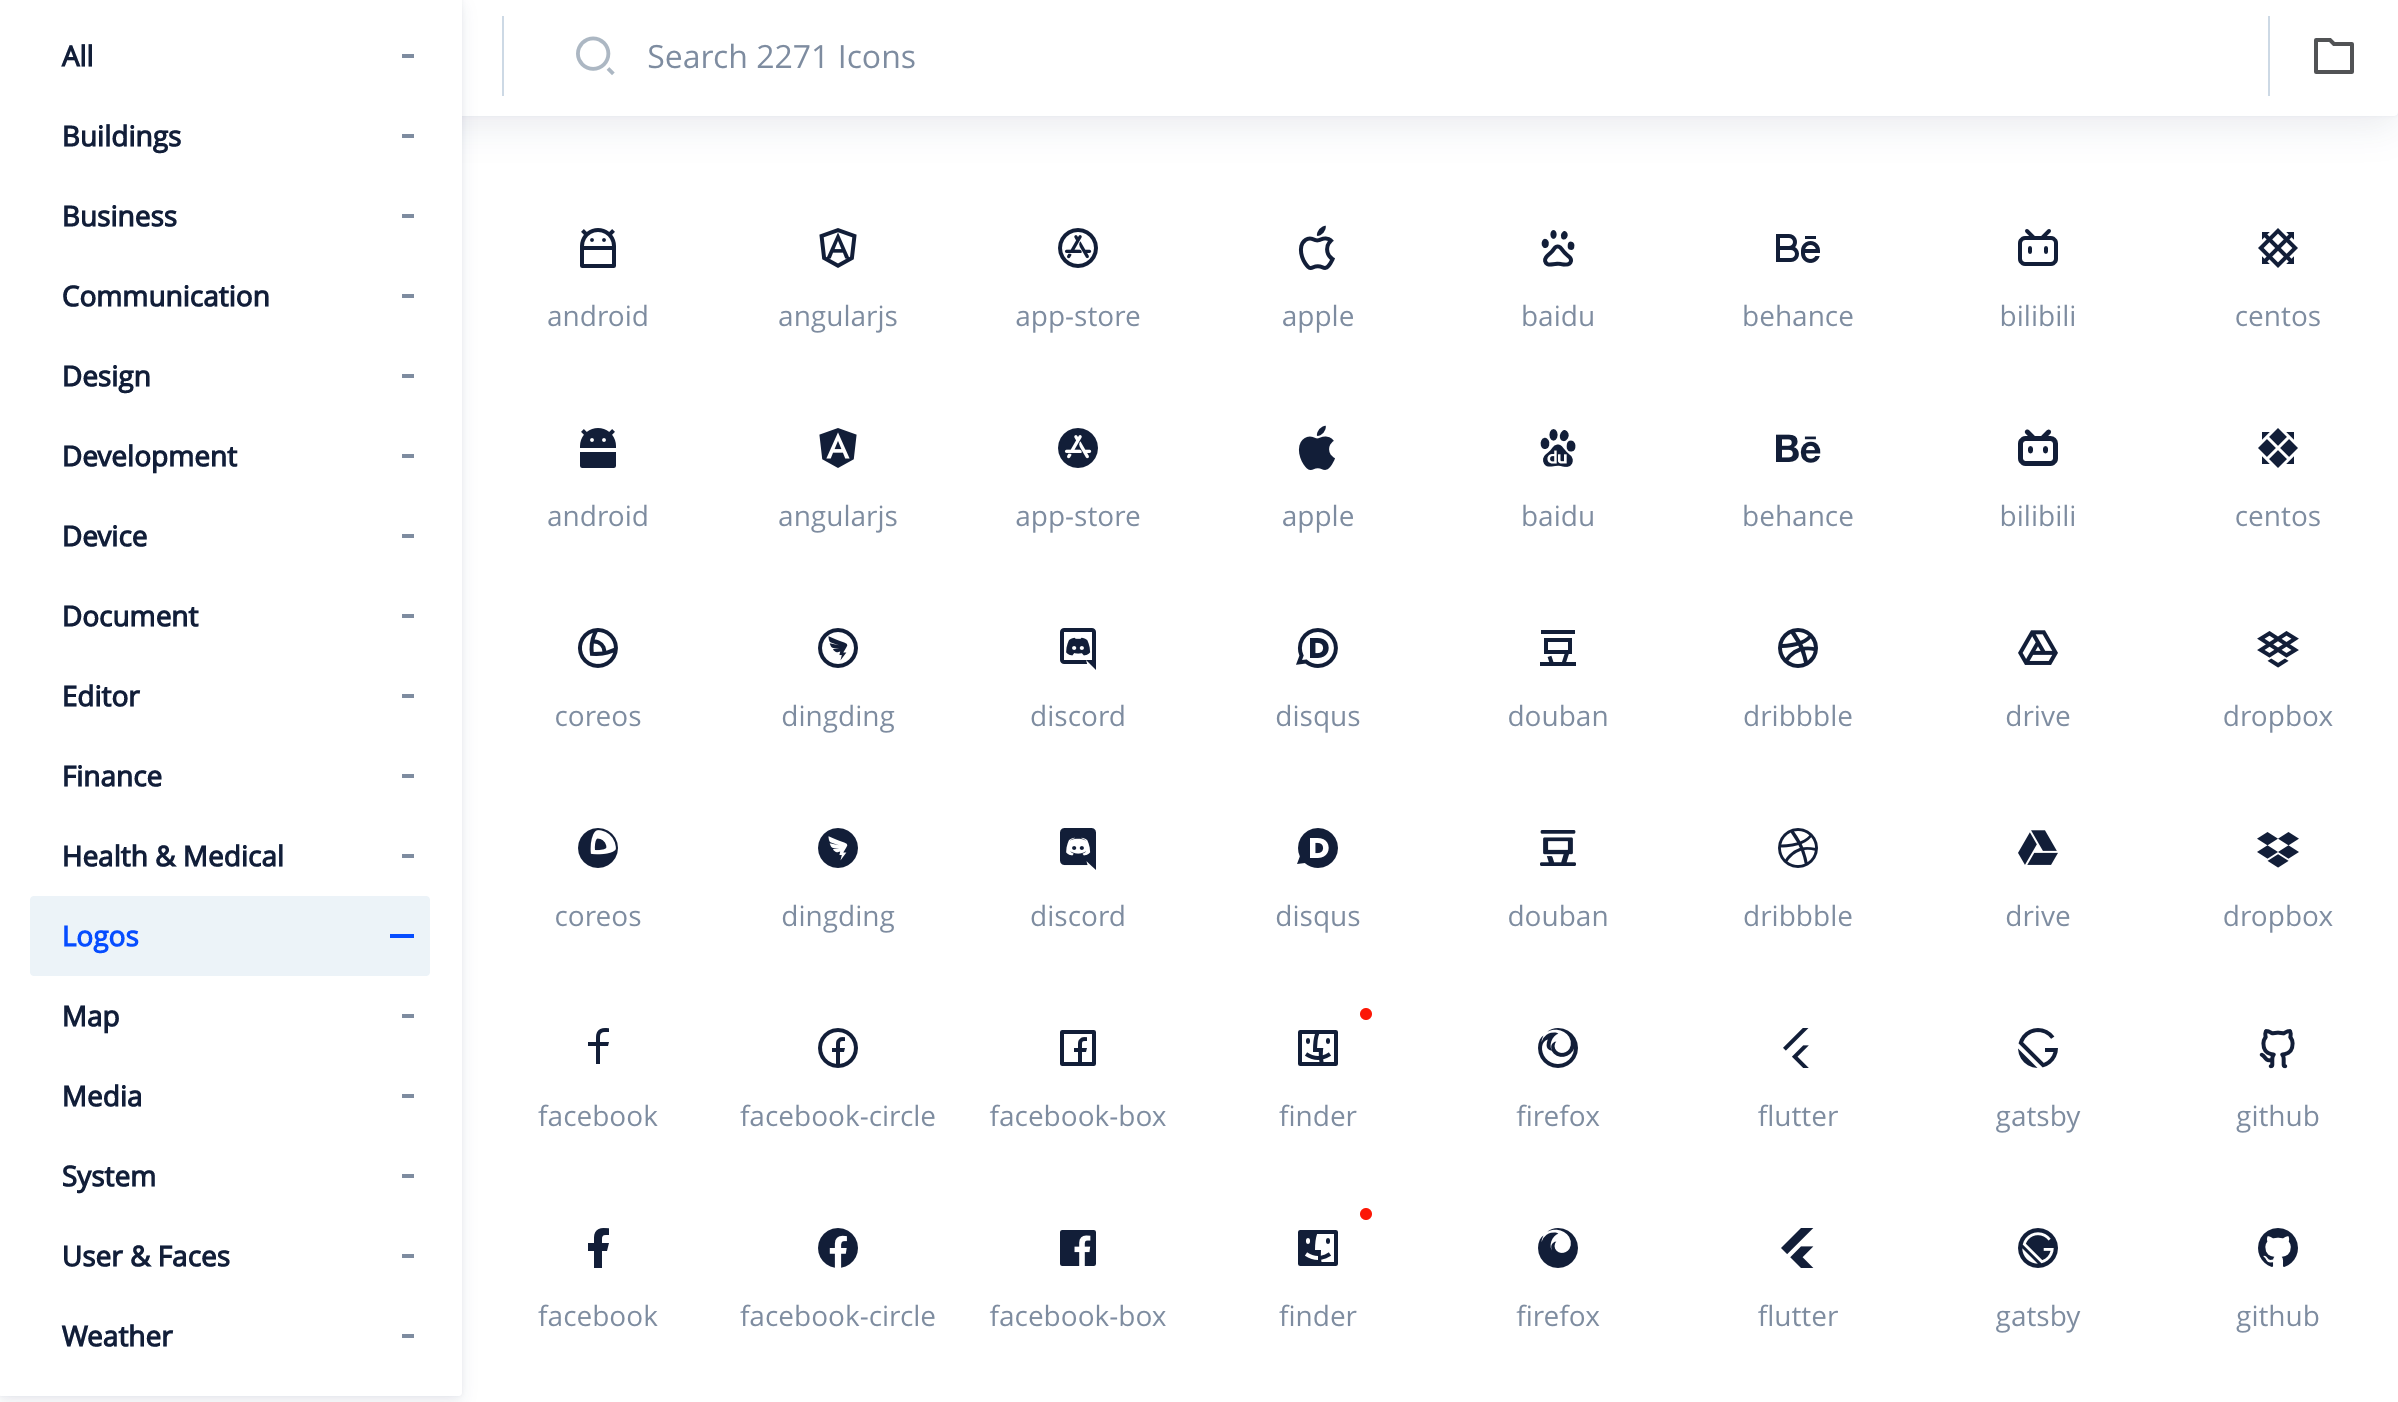 All
Buildings
Business
Communication
Design
Development
Device
Document
Editor
Finance
Health & Medical
Logos
Map
Media
System
User & Faces
Weather
Search 2271 Icons
Bē
android angularjs app-store apple baidu behance bilibili centos
du Bē
android angularjs app-store apple baidu behance bilibili centos
coreos dingding discord disqus douban dribbble drive dropbox
coreos dingding discord disqus douban dribbble drive dropbox
facebook facebook-circle facebook-box finder firefox flutter gatsby github
facebook facebook-circle facebook-box finder firefox flutter gatsby github